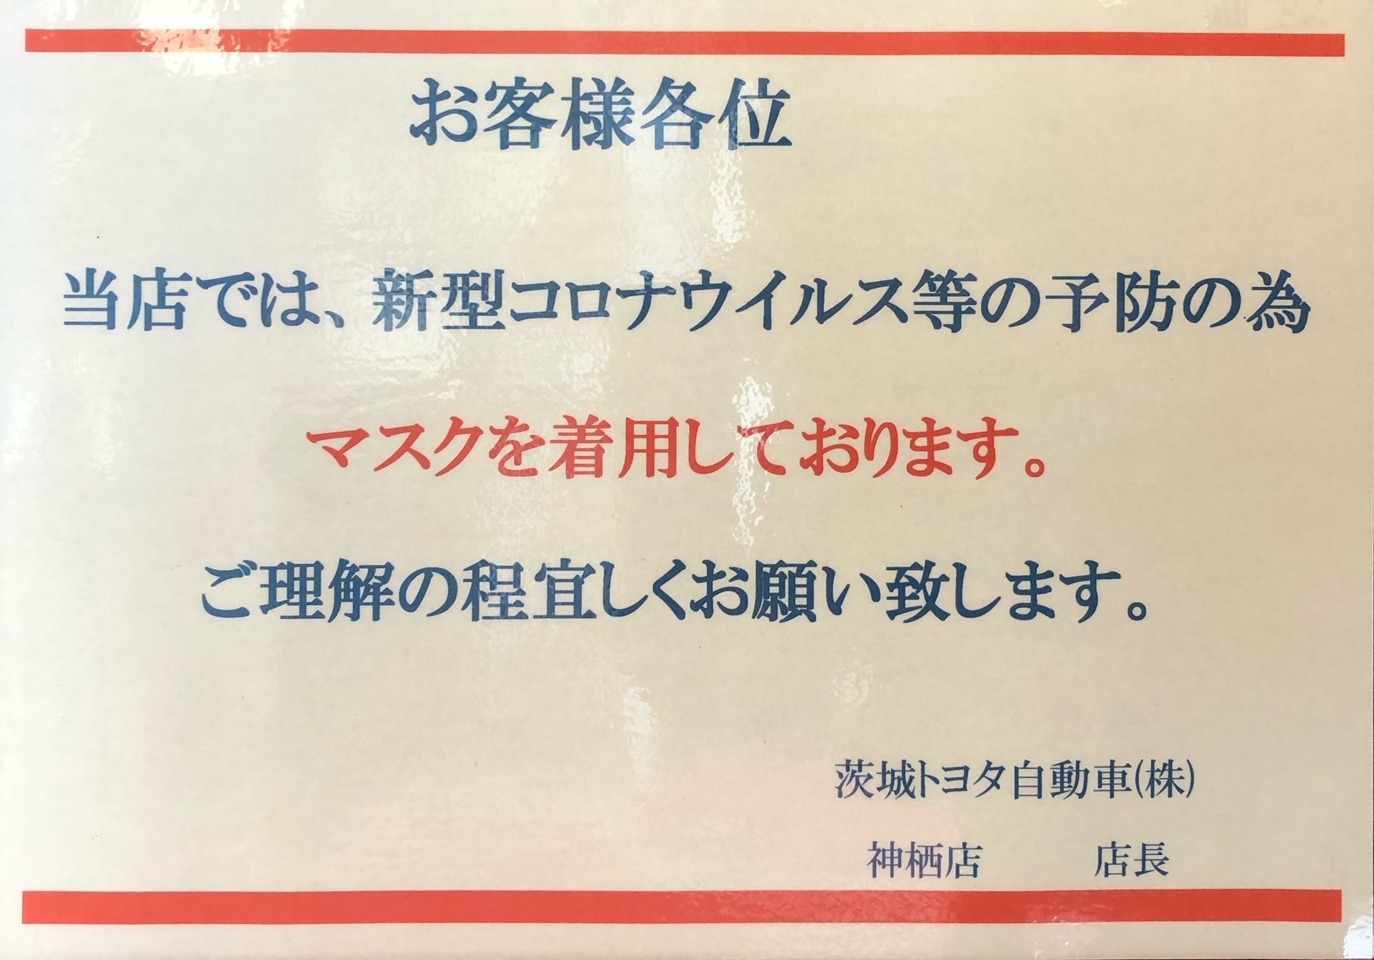 お客様各位
当店では、新型コロナウイルス等の予防の為
マスクを着用しております。
ご理解の程宜しくお願い致します。
茨城トヨタ自動車(株)
神栖店　　　店長